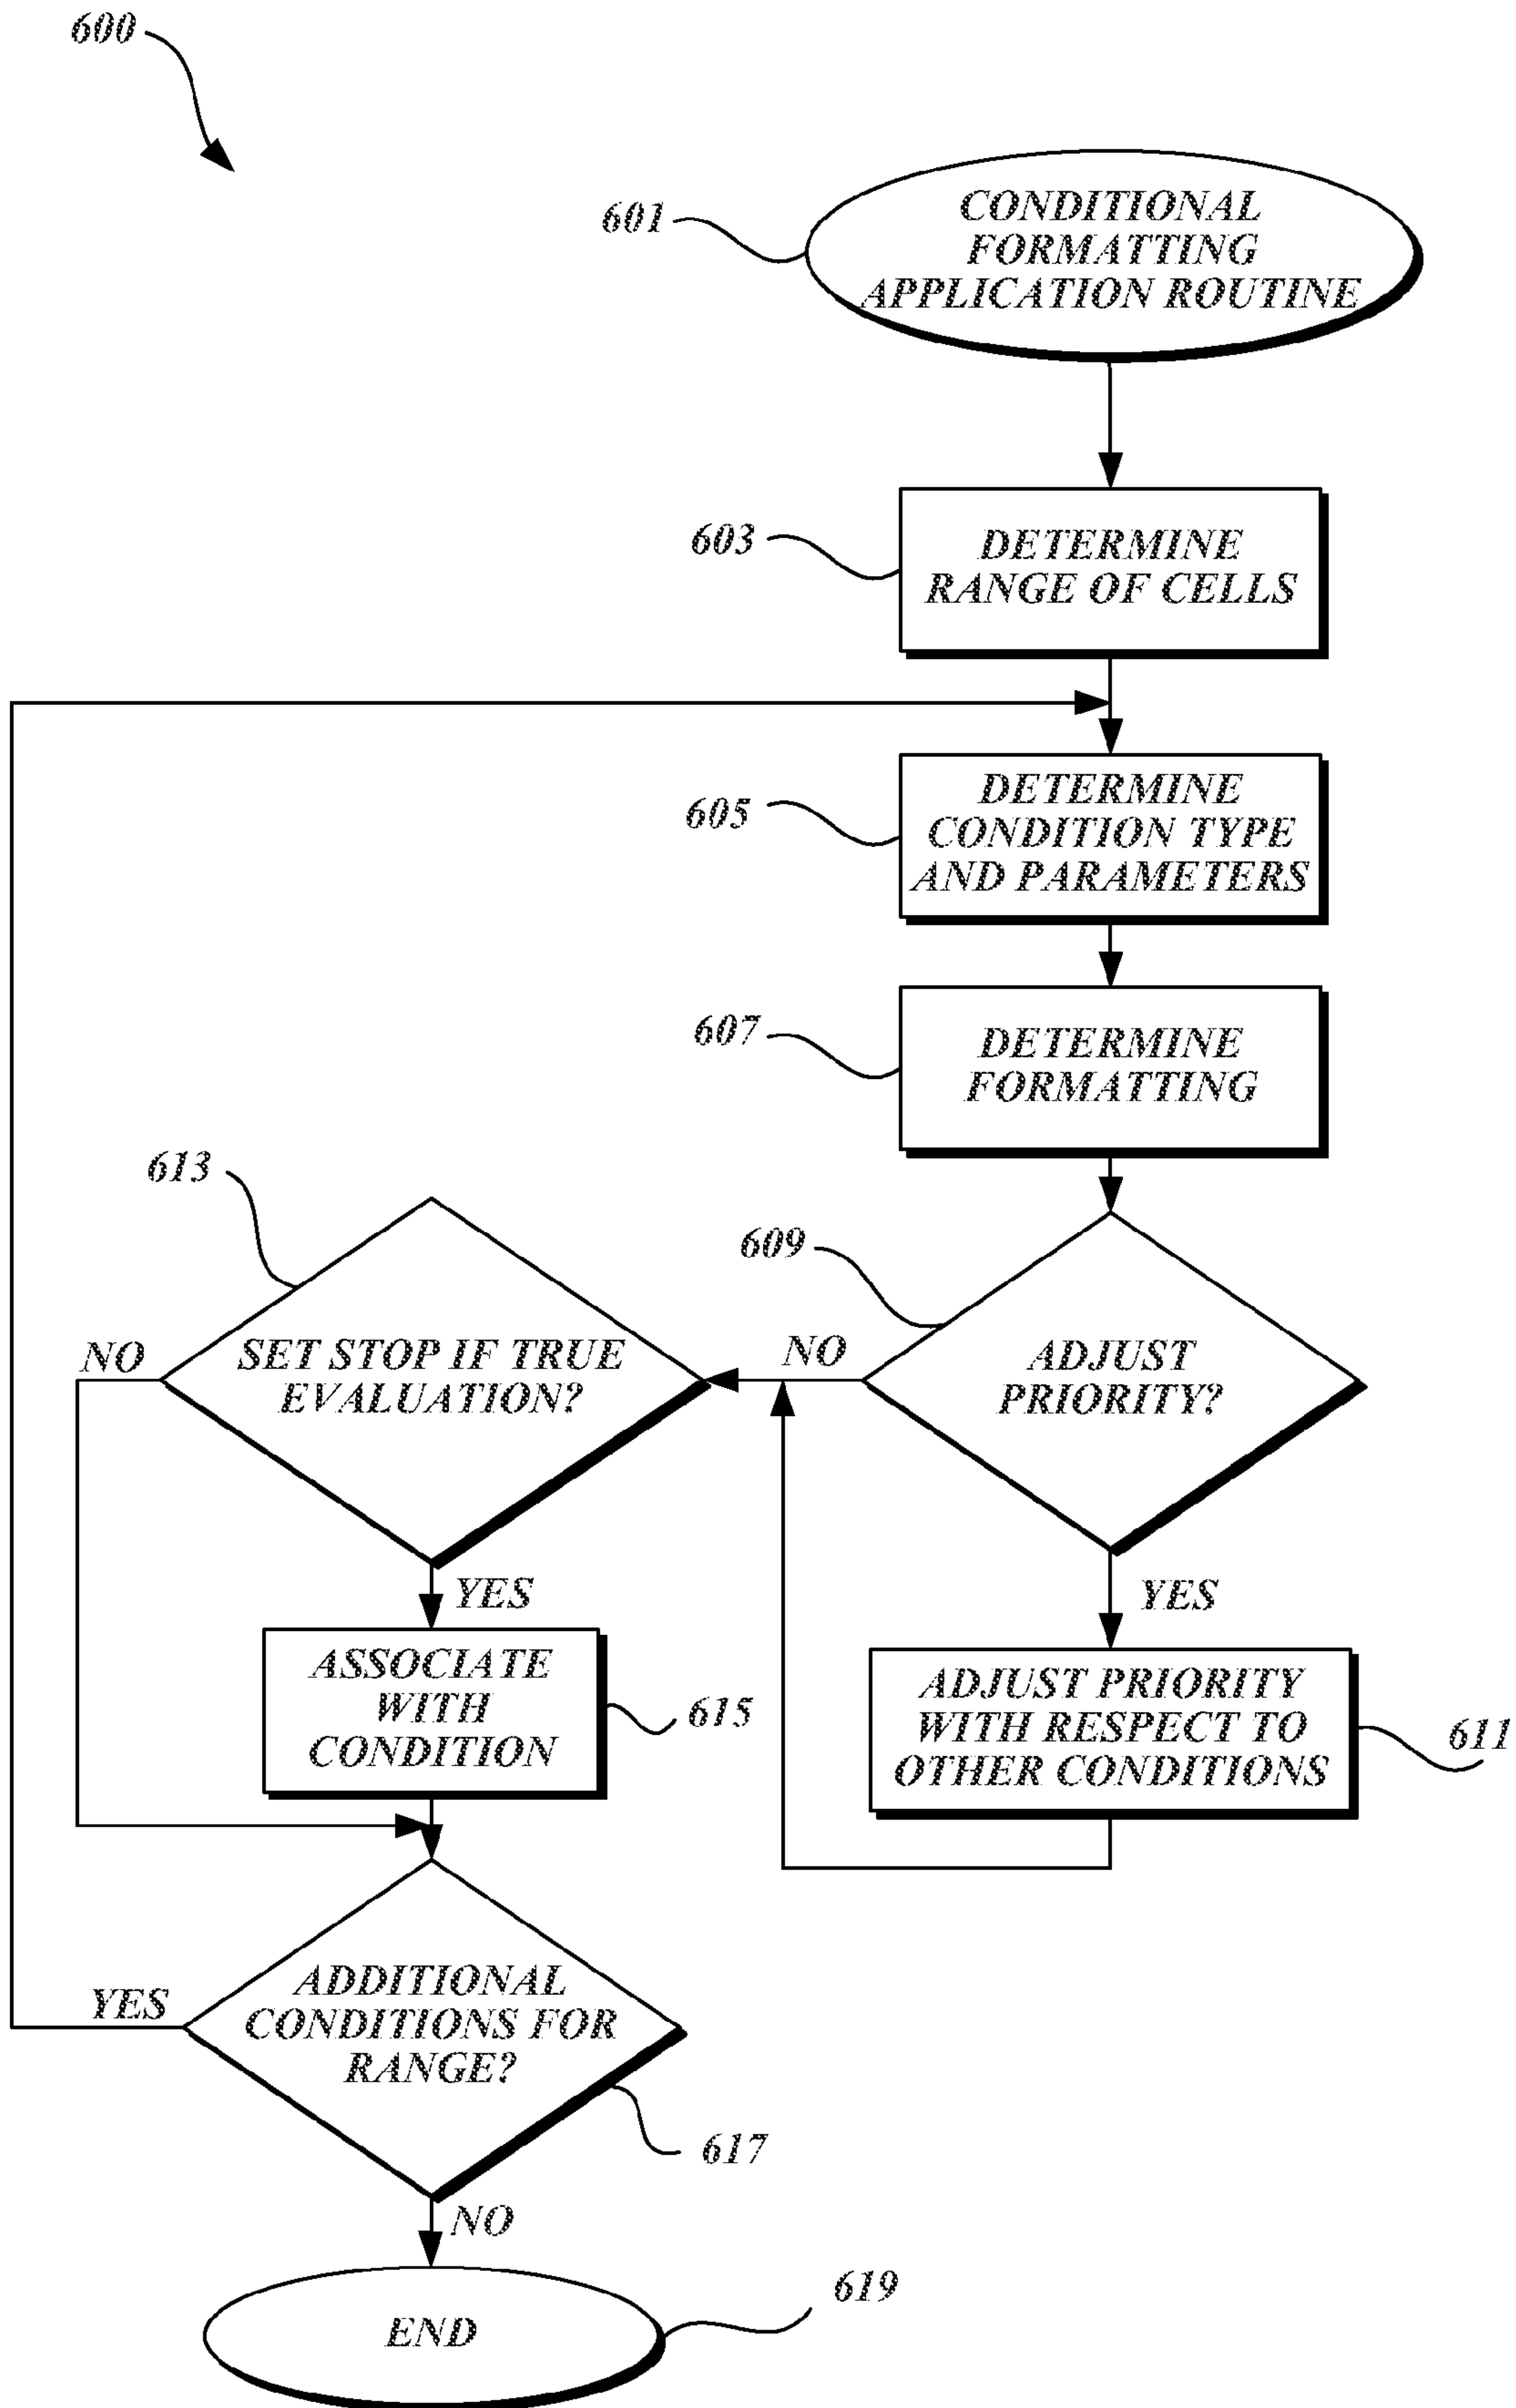 600
601
CONDITIONAL
FORMATTING
APPLICATION ROUTINE
603
DETERMINE
RANGE OF CELLS
605
DETERMINE
CONDITION TYPE
AND PARAMETERS
607
DETERMINE
FORMATTING
609
ADJUST
PRIORITY?
NO
YES
611
ADJUST PRIORITY
WITH RESPECT TO
OTHER CONDITIONS
613
SET STOP IF TRUE
EVALUATION?
NO
YES
615
ASSOCIATE
WITH
CONDITION
617
ADDITIONAL
CONDITIONS FOR
RANGE?
YES
NO
619
END